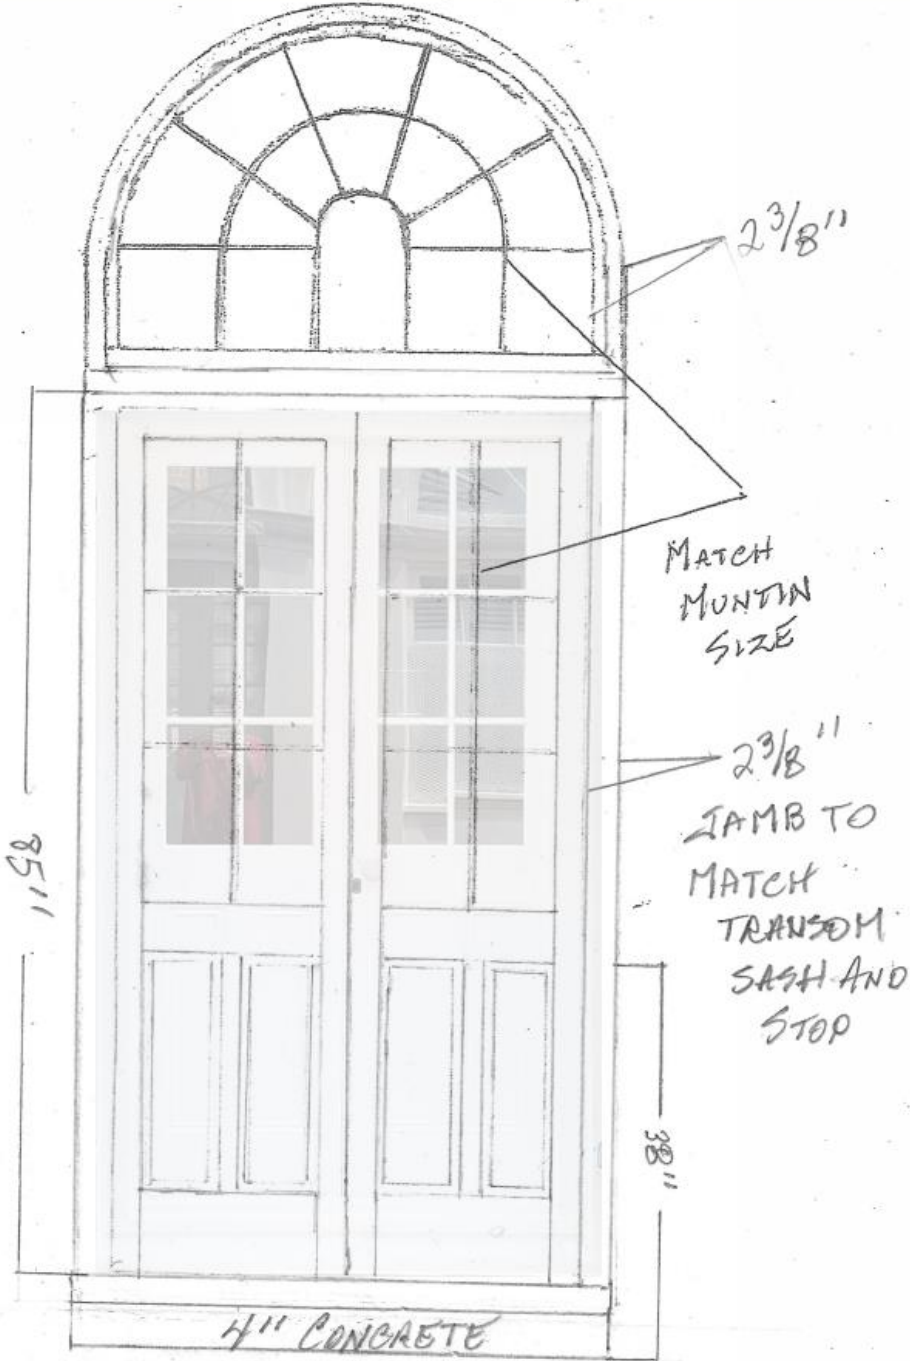 2 3/8"
MATCH
MUNTIN
SIZE
2 3/8"
JAMB TO
MATCH
TRANSOM
SASH AND
STOP
85"
38"
4" CONCRETE